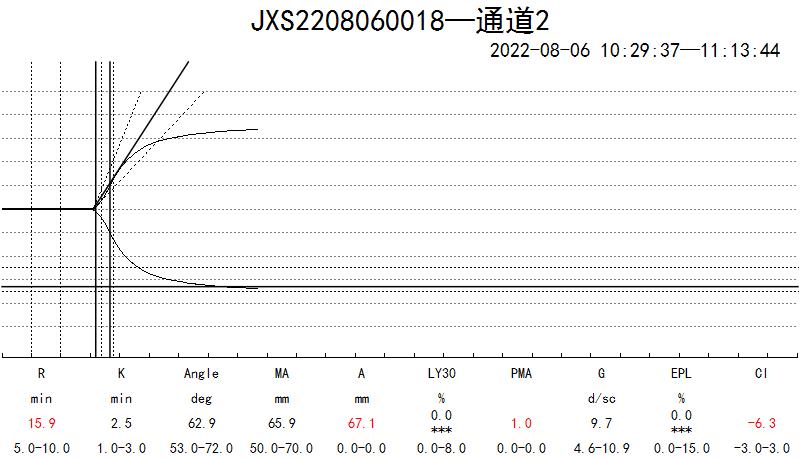 JXS2208060018—通道2
2022-08-06 10:29:37—11:13:44
R K Angle MA A LY30 PMA G EPL CI
min min deg mm mm % d/sc %
15.9 2.5 62.9 65.9 67.1 0.0 1.0 9.7 0.0 -6.3
*** ***
5.0-10.0 1.0-3.0 53.0-72.0 50.0-70.0 0.0-0.0 0.0-8.0 0.0-0.0 4.6-10.9 0.0-15.0 -3.0-3.0